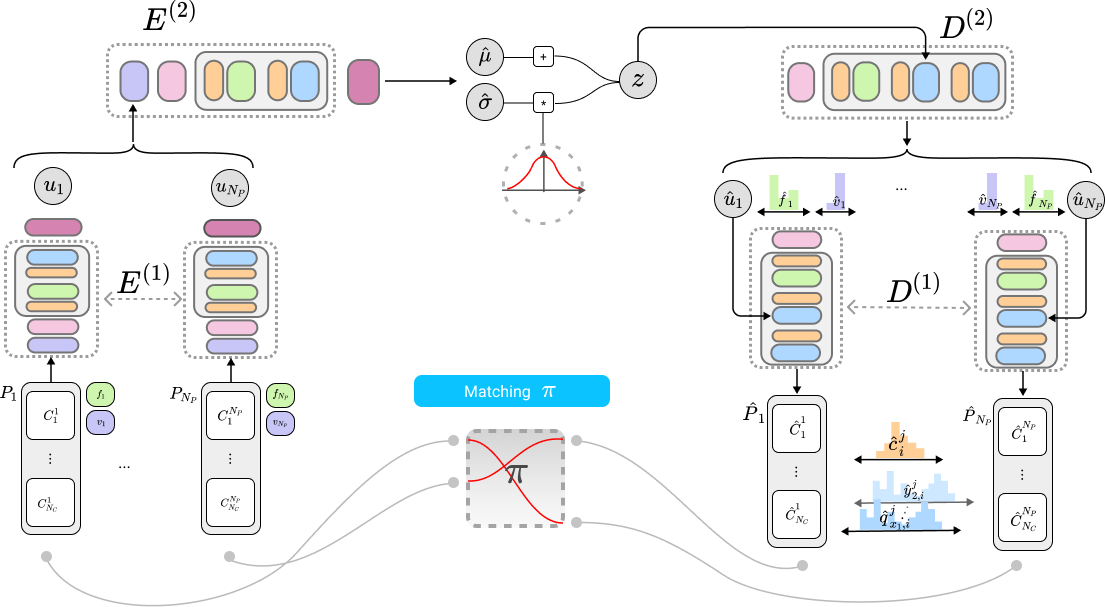 E^{(2)}
\hat{\mu}
+
\hat{\sigma}
*
z
D^{(2)}
u_1
u_{N_P}
\hat{u}_1
\hat{f}_1
\hat{v}_1
...
\hat{v}_{N_P}
\hat{f}_{N_P}
\hat{u}_{N_P}
E^{(1)}
D^{(1)}
P_1
C_1^1
⋮
C_{N_C}^1
f_1
v_1
...
P_{N_P}
C_1^{N_P}
⋮
C_{N_C}^{N_P}
f_{N_P}
v_{N_P}
Matching π
π
\hat{P}_1
\hat{C}_1^1
⋮
\hat{C}_{N_C}^1
\hat{c}_i^j
\hat{y}_{2,i}^j
\hat{q}_{x_1,i}^j
\hat{P}_{N_P}
\hat{C}_1^{N_P}
⋮
\hat{C}_{N_C}^{N_P}